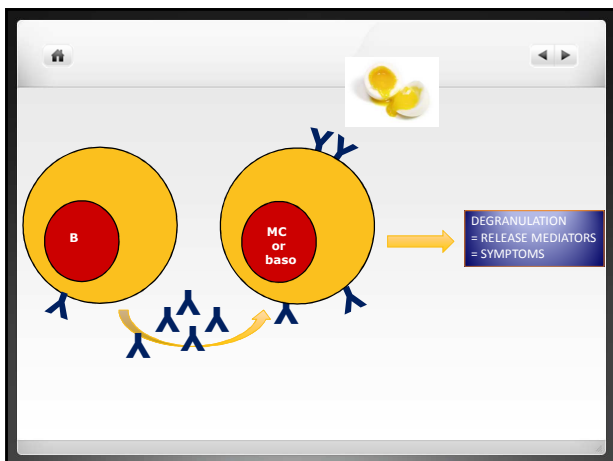 B
MC
or
baso
DEGRANULATION
= RELEASE MEDIATORS
= SYMPTOMS